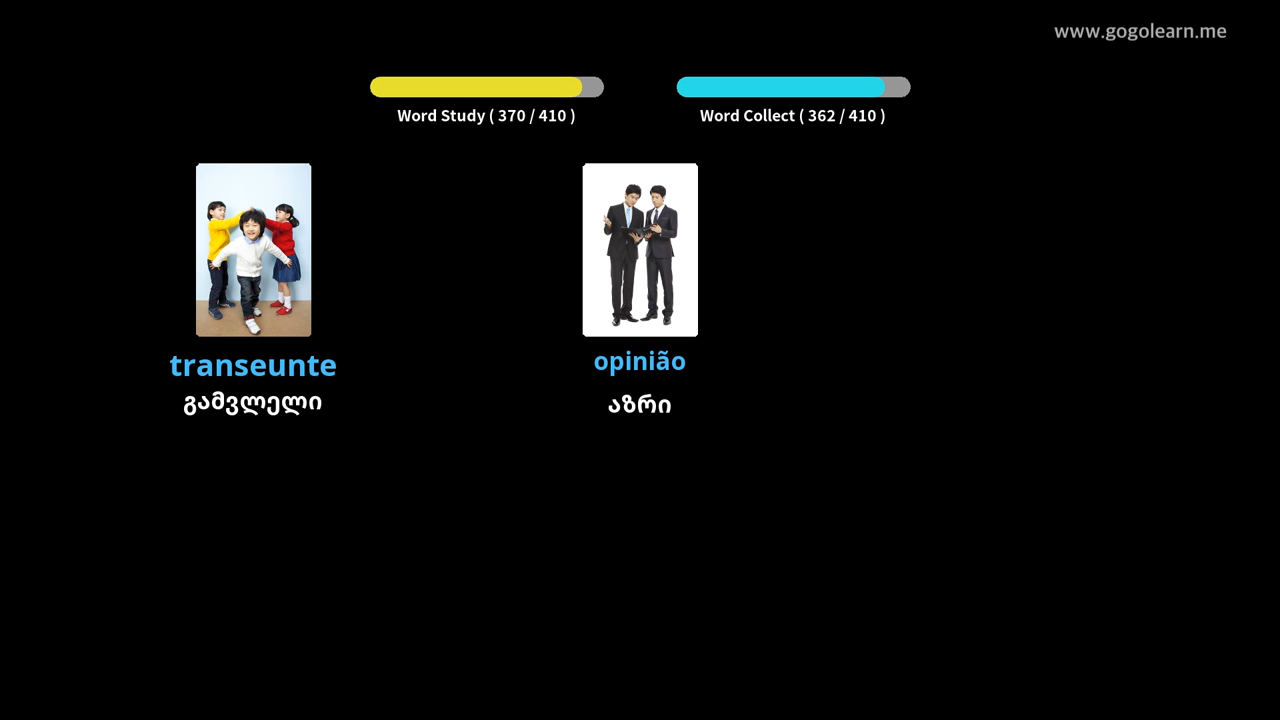 www.gogolearn.me
Word Study ( 370 / 410 )
Word Collect ( 362 / 410 )
transeunte
გამვლელი
opinião
აზრი